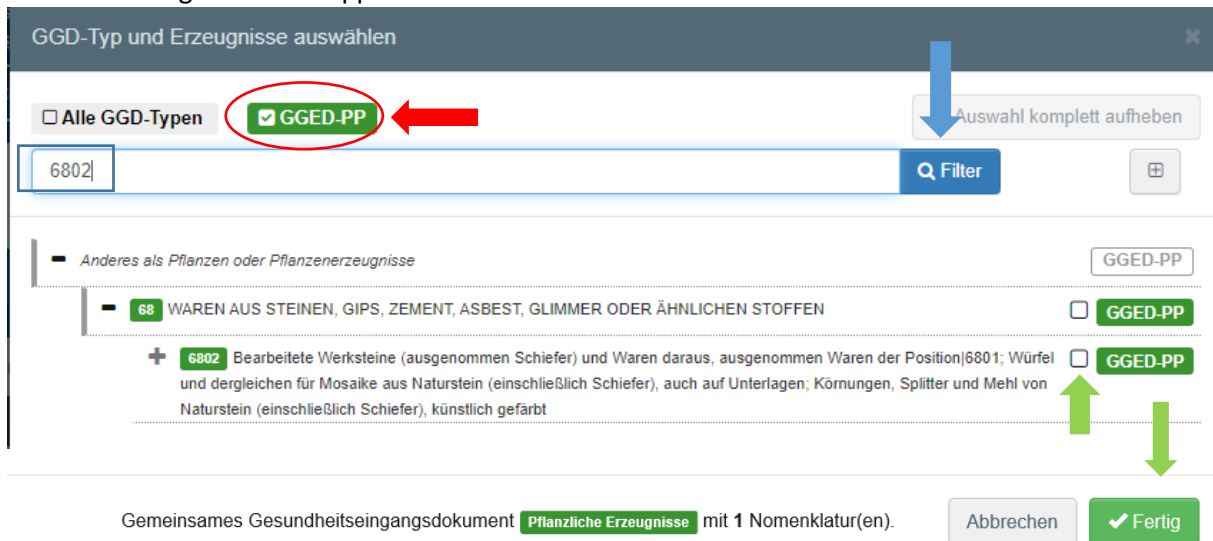 GGD-Typ und Erzeugnisse auswählen
Alle GGD-Typen GGED-PP Auswahl komplett aufheben
6802 Filter
Anderes als Pflanzen oder Pflanzenerzeugnisse GGED-PP
68 WAREN AUS STEINEN, GIPS, ZEMENT, ASBEST, GLIMMER ODER ÄHNLICHEN STOFFEN GGED-PP
6802 Bearbeitete Werksteine (ausgenommen Schiefer) und Waren daraus, ausgenommen Waren der Position|6801; Würfel GGED-PP
und dergleichen für Mosaike aus Naturstein (einschließlich Schiefer), auch auf Unterlagen; Körnungen, Splitter und Mehl von
Naturstein (einschließlich Schiefer), künstlich gefärbt
Gemeinsames Gesundheitseingangsdokument Pflanzliche Erzeugnisse mit 1 Nomenklatur(en). Abbrechen Fertig